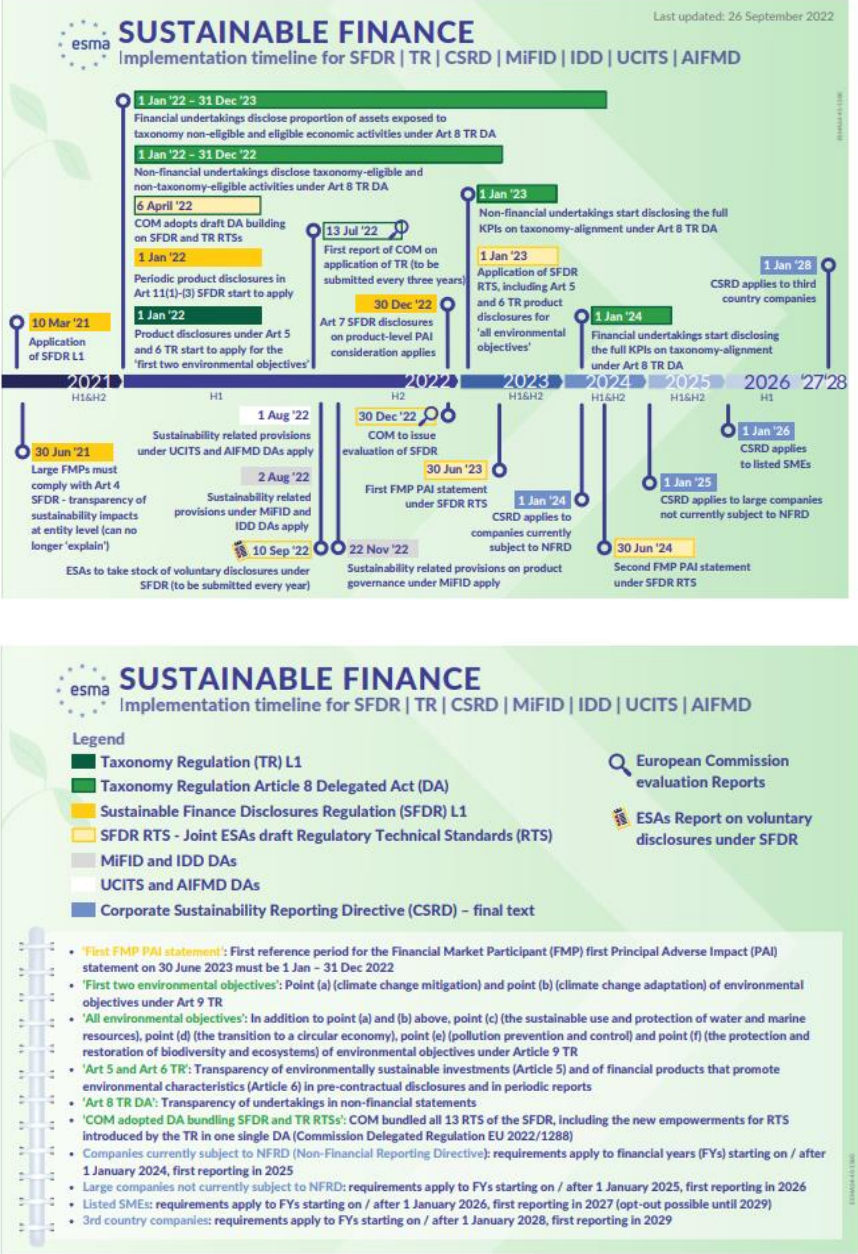 Last updated: 26 September 2022
esma
SUSTAINABLE FINANCE
Implementation timeline for SFDR | TR | CSRD | MiFID | IDD | UCITS | AIFMD
1 Jan '22 – 31 Dec '23
Financial undertakings disclose proportion of assets exposed to
taxonomy non-eligible and eligible economic activities under Art 8 TR DA
1 Jan '22 – 31 Dec '22
Non-financial undertakings disclose taxonomy-eligible and
non-taxonomy-eligible activities under Art 8 TR DA
6 April '22
COM adopts draft DA building
on SFDR and TR RTSs
1 Jan '22
Periodic product disclosures in
Art 11(1)-(3) SFDR start to apply
1 Jan '22
Product disclosures under Art 5
and 6 TR start to apply for the
'first two environmental objectives'
10 Mar '21
Application
of SFDR L1
13 Jul '22
First report of COM on
application of TR (to be
submitted every three years)
30 Dec '22
Art 7 SFDR disclosures
on product-level PAI
consideration applies
1 Jan '23
Non-financial undertakings start disclosing the full
KPIs on taxonomy-alignment under Art 8 TR DA
1 Jan '23
Application of SFDR
RTS, including Art 5
and 6 TR product
disclosures for
'all environmental
objectives'
1 Jan '24
Financial undertakings start disclosing
the full KPIs on taxonomy-alignment
under Art 8 TR DA
1 Jan '28
CSRD applies to third
country companies
2021 2022 2023 2024 2025 2026 '27 '28
H1&H2 H1 H2 H1&H2 H1&H2 H1&H2 H1
30 Jun '21
Large FMPs must
comply with Art 4
SFDR - transparency of
sustainability impacts
at entity level (can no
longer 'explain')
1 Aug '22
Sustainability related provisions
under UCITS and AIFMD DAs apply
2 Aug '22
Sustainability related
provisions under MiFID and
IDD DAs apply
10 Sep '22
ESAs to take stock of voluntary disclosures under
SFDR (to be submitted every year)
22 Nov '22
Sustainability related provisions on product
governance under MiFID apply
30 Dec '22
COM to issue
evaluation of SFDR
30 Jun '23
First FMP PAI statement
under SFDR RTS
1 Jan '24
CSRD applies to
companies currently
subject to NFRD
30 Jun '24
Second FMP PAI statement
under SFDR RTS
1 Jan '25
CSRD applies to large companies
not currently subject to NFRD
1 Jan '26
CSRD applies
to listed SMEs
esma
SUSTAINABLE FINANCE
Implementation timeline for SFDR | TR | CSRD | MiFID | IDD | UCITS | AIFMD
Legend
Taxonomy Regulation (TR) L1
Taxonomy Regulation Article 8 Delegated Act (DA)
Sustainable Finance Disclosures Regulation (SFDR) L1
SFDR RTS - Joint ESAs draft Regulatory Technical Standards (RTS)
MiFID and IDD DAs
UCITS and AIFMD DAs
Corporate Sustainability Reporting Directive (CSRD) – final text
European Commission
evaluation Reports
ESAs Report on voluntary
disclosures under SFDR
• 'First FMP PAI statement': First reference period for the Financial Market Participant (FMP) first Principal Adverse Impact (PAI)
statement on 30 June 2023 must be 1 Jan – 31 Dec 2022
• 'First two environmental objectives': Point (a) (climate change mitigation) and point (b) (climate change adaptation) of environmental
objectives under Art 9 TR
• 'All environmental objectives': In addition to point (a) and (b) above, point (c) (the sustainable use and protection of water and marine
resources), point (d) (the transition to a circular economy), point (e) (pollution prevention and control) and point (f) (the protection and
restoration of biodiversity and ecosystems) of environmental objectives under Article 9 TR
• 'Art 5 and Art 6 TR': Transparency of environmentally sustainable investments (Article 5) and of financial products that promote
environmental characteristics (Article 6) in pre-contractual disclosures and in periodic reports
• 'Art 8 TR DA': Transparency of undertakings in non-financial statements
• 'COM adopted DA bundling SFDR and TR RTSs': COM bundled all 13 RTS of the SFDR, including the new empowerments for RTS
introduced by the TR in one single DA (Commission Delegated Regulation EU 2022/1288)
• Companies currently subject to NFRD (Non-Financial Reporting Directive): requirements apply to financial years (FYs) starting on / after
1 January 2024, first reporting in 2025
• Large companies not currently subject to NFRD: requirements apply to FYs starting on / after 1 January 2025, first reporting in 2026
• Listed SMEs: requirements apply to FYs starting on / after 1 January 2026, first reporting in 2027 (opt-out possible until 2029)
• 3rd country companies: requirements apply to FYs starting on / after 1 January 2028, first reporting in 2029